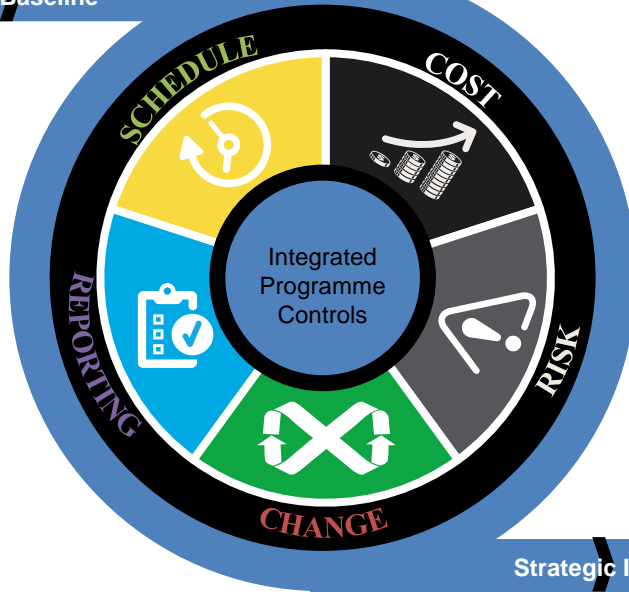 Baseline
SCHEDULE
COST
Integrated
Programme
Controls
REPORTING
RISK
CHANGE
Strategic